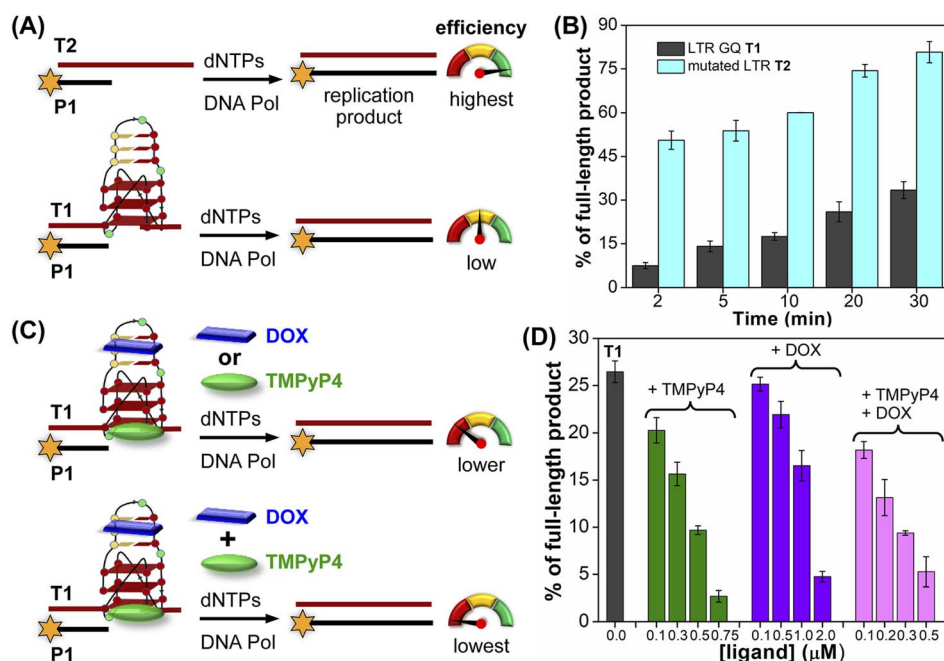 (A)
T2
P1
dNTPs
DNA Pol
replication
product
efficiency
highest
T1
P1
dNTPs
DNA Pol
low
(B)
LTR GQ T1
mutated LTR T2
% of full-length product
90
75
60
45
30
15
0
2 5 10 20 30
Time (min)
(C)
DOX
or
TMPyP4
T1
P1
dNTPs
DNA Pol
lower
DOX
+
TMPyP4
T1
P1
dNTPs
DNA Pol
lowest
(D)
% of full-length product
30
25
20
15
10
5
0
T1
+ TMPyP4
+ DOX
+ TMPyP4
+ DOX
0.0 0.1 0.3 0.5 0.75 0.1 0.5 1.0 2.0 0.1 0.2 0.3 0.5
[ligand] (μM)